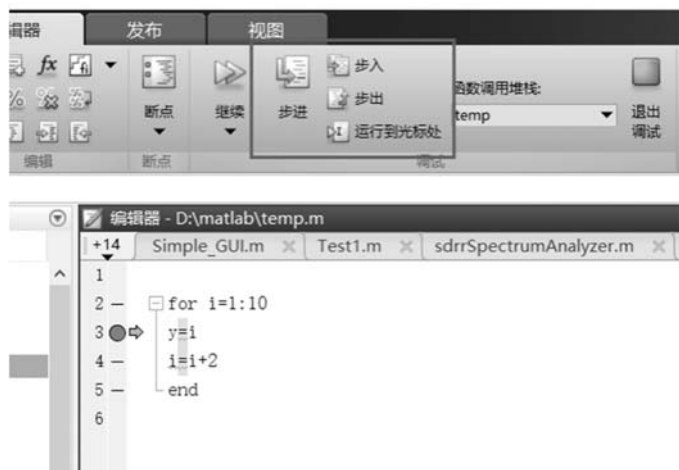 编辑器 发布 视图
fx
断点 继续 步进 步入
步出
运行到光标处
函数调用堆栈:
temp
退出
调试
编辑 断点 调试
编辑器 - D:\matlab\temp.m
+14 Simple_GUI.m Test1.m sdrrSpectrumAnalyzer.m
1
2 for i=1:10
3 y=i
4 i=i+2
5 end
6